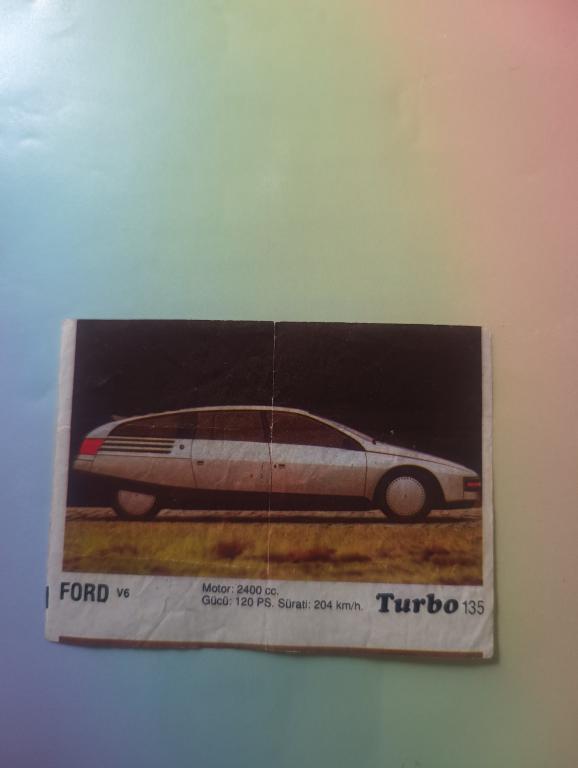 FORD V6
Motor: 2400 cc.
Gücü: 120 PS. Sürati: 204 km/h.
Turbo 135